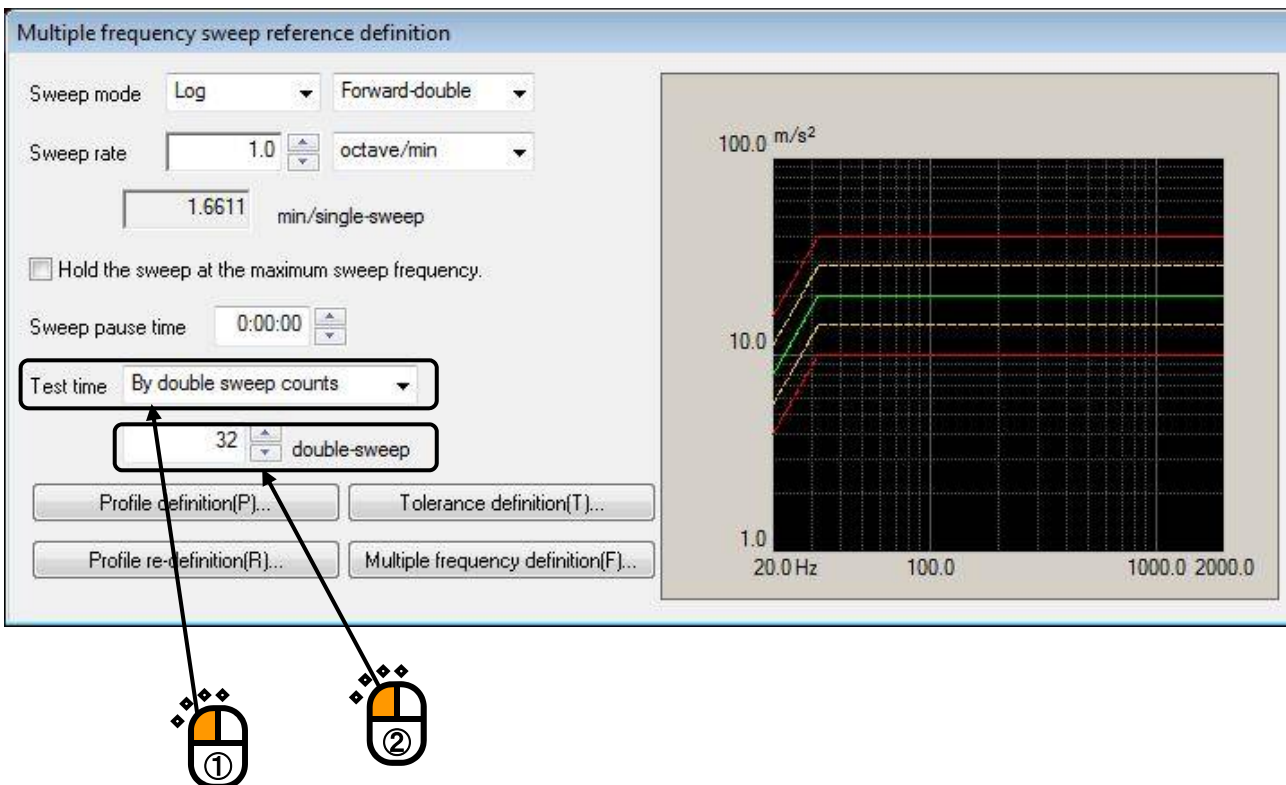 Multiple frequency sweep reference definition
Sweep mode Log Forward-double
Sweep rate 1.0 octave/min
1.6611 min/single-sweep
Hold the sweep at the maximum sweep frequency.
Sweep pause time 0:00:00
Test time By double sweep counts
32 double-sweep
Profile definition(P)... Tolerance definition(T)...
Profile re-definition(R)... Multiple frequency definition(F)...
100.0 m/s²
10.0
1.0
20.0 Hz 100.0 1000.0 2000.0
① ②